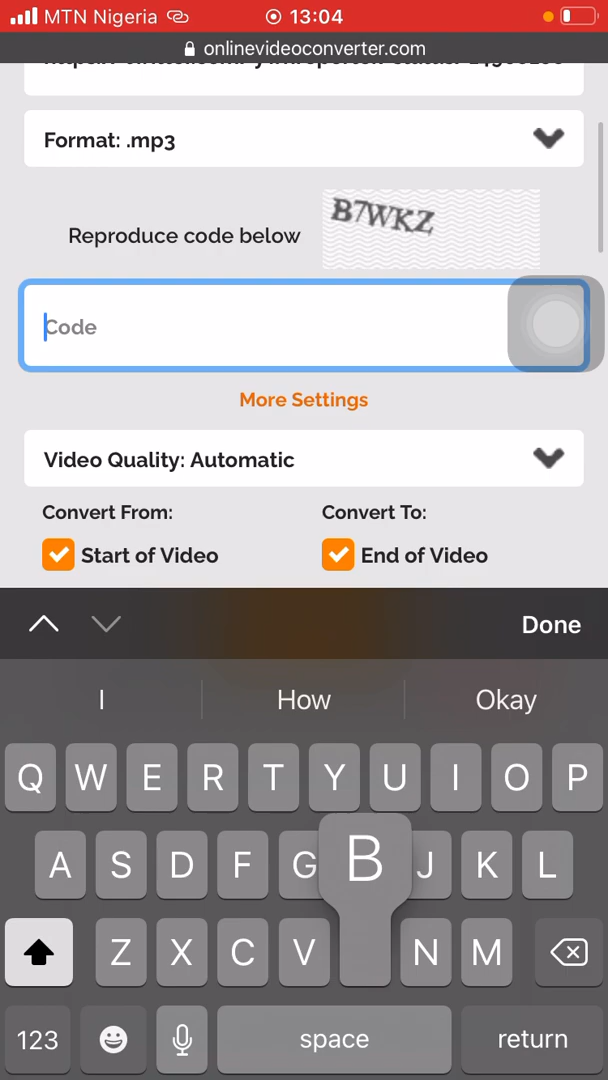 MTN Nigeria 13:04
onlinevideoconverter.com
Format: .mp3
B7WKZ
Reproduce code below
Code
More Settings
Video Quality: Automatic
Convert From: Convert To:
Start of Video End of Video
Done
I How Okay
Q W E R T Y U I O P
A S D F G B J K L
Z X C V N M
123 space return